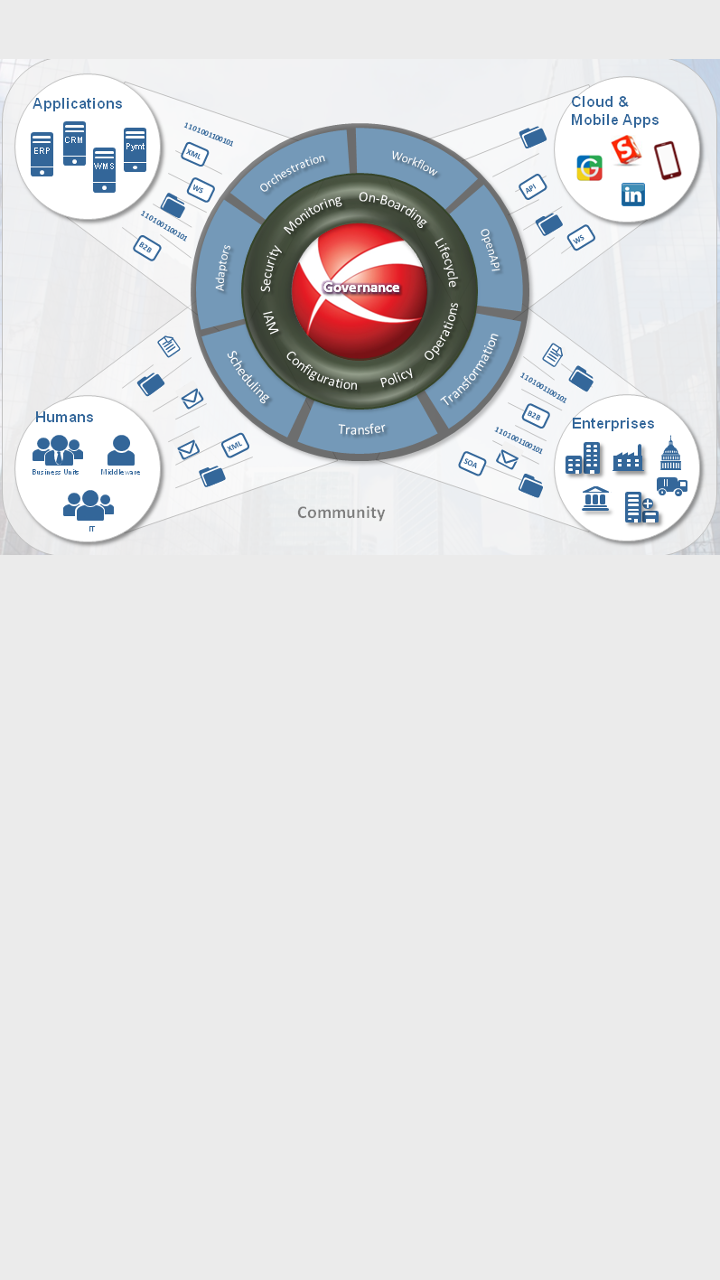 Applications
ERP
CRM
WMS
Pymt
1101001100101
XML
WS
1101001100101
B2B
Cloud &
Mobile Apps
API
WS
Orchestration
Workflow
OpenAPI
Transformation
Transfer
Scheduling
Adaptors
Monitoring
On-Boarding
Lifecycle
Operations
Policy
Configuration
IAM
Security
Governance
Humans
Business Units
Middleware
IT
XML
Enterprises
1101001100101
B2B
1101001100101
SOA
Community